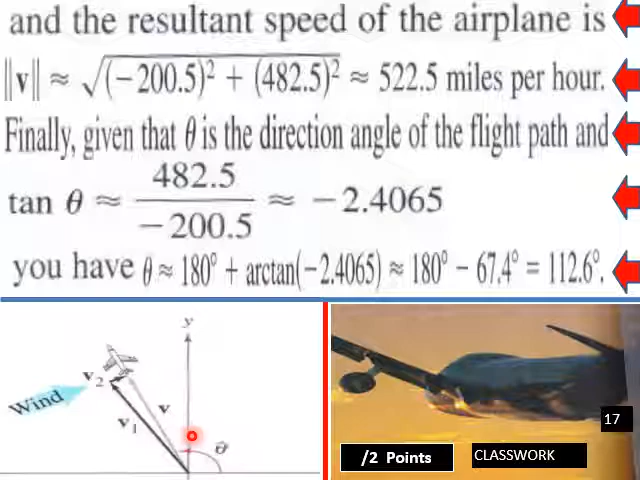 and the resultant speed of the airplane is
‖v‖ ≈ √(−200.5)² + (482.5)² ≈ 522.5 miles per hour.
Finally, given that θ is the direction angle of the flight path and
tan θ ≈ 482.5 / −200.5 ≈ −2.4065
you have θ ≈ 180° + arctan(−2.4065) ≈ 180° − 67.4° = 112.6°.
y
v₂
Wind
v
v₁
θ
17
/2 Points
CLASSWORK